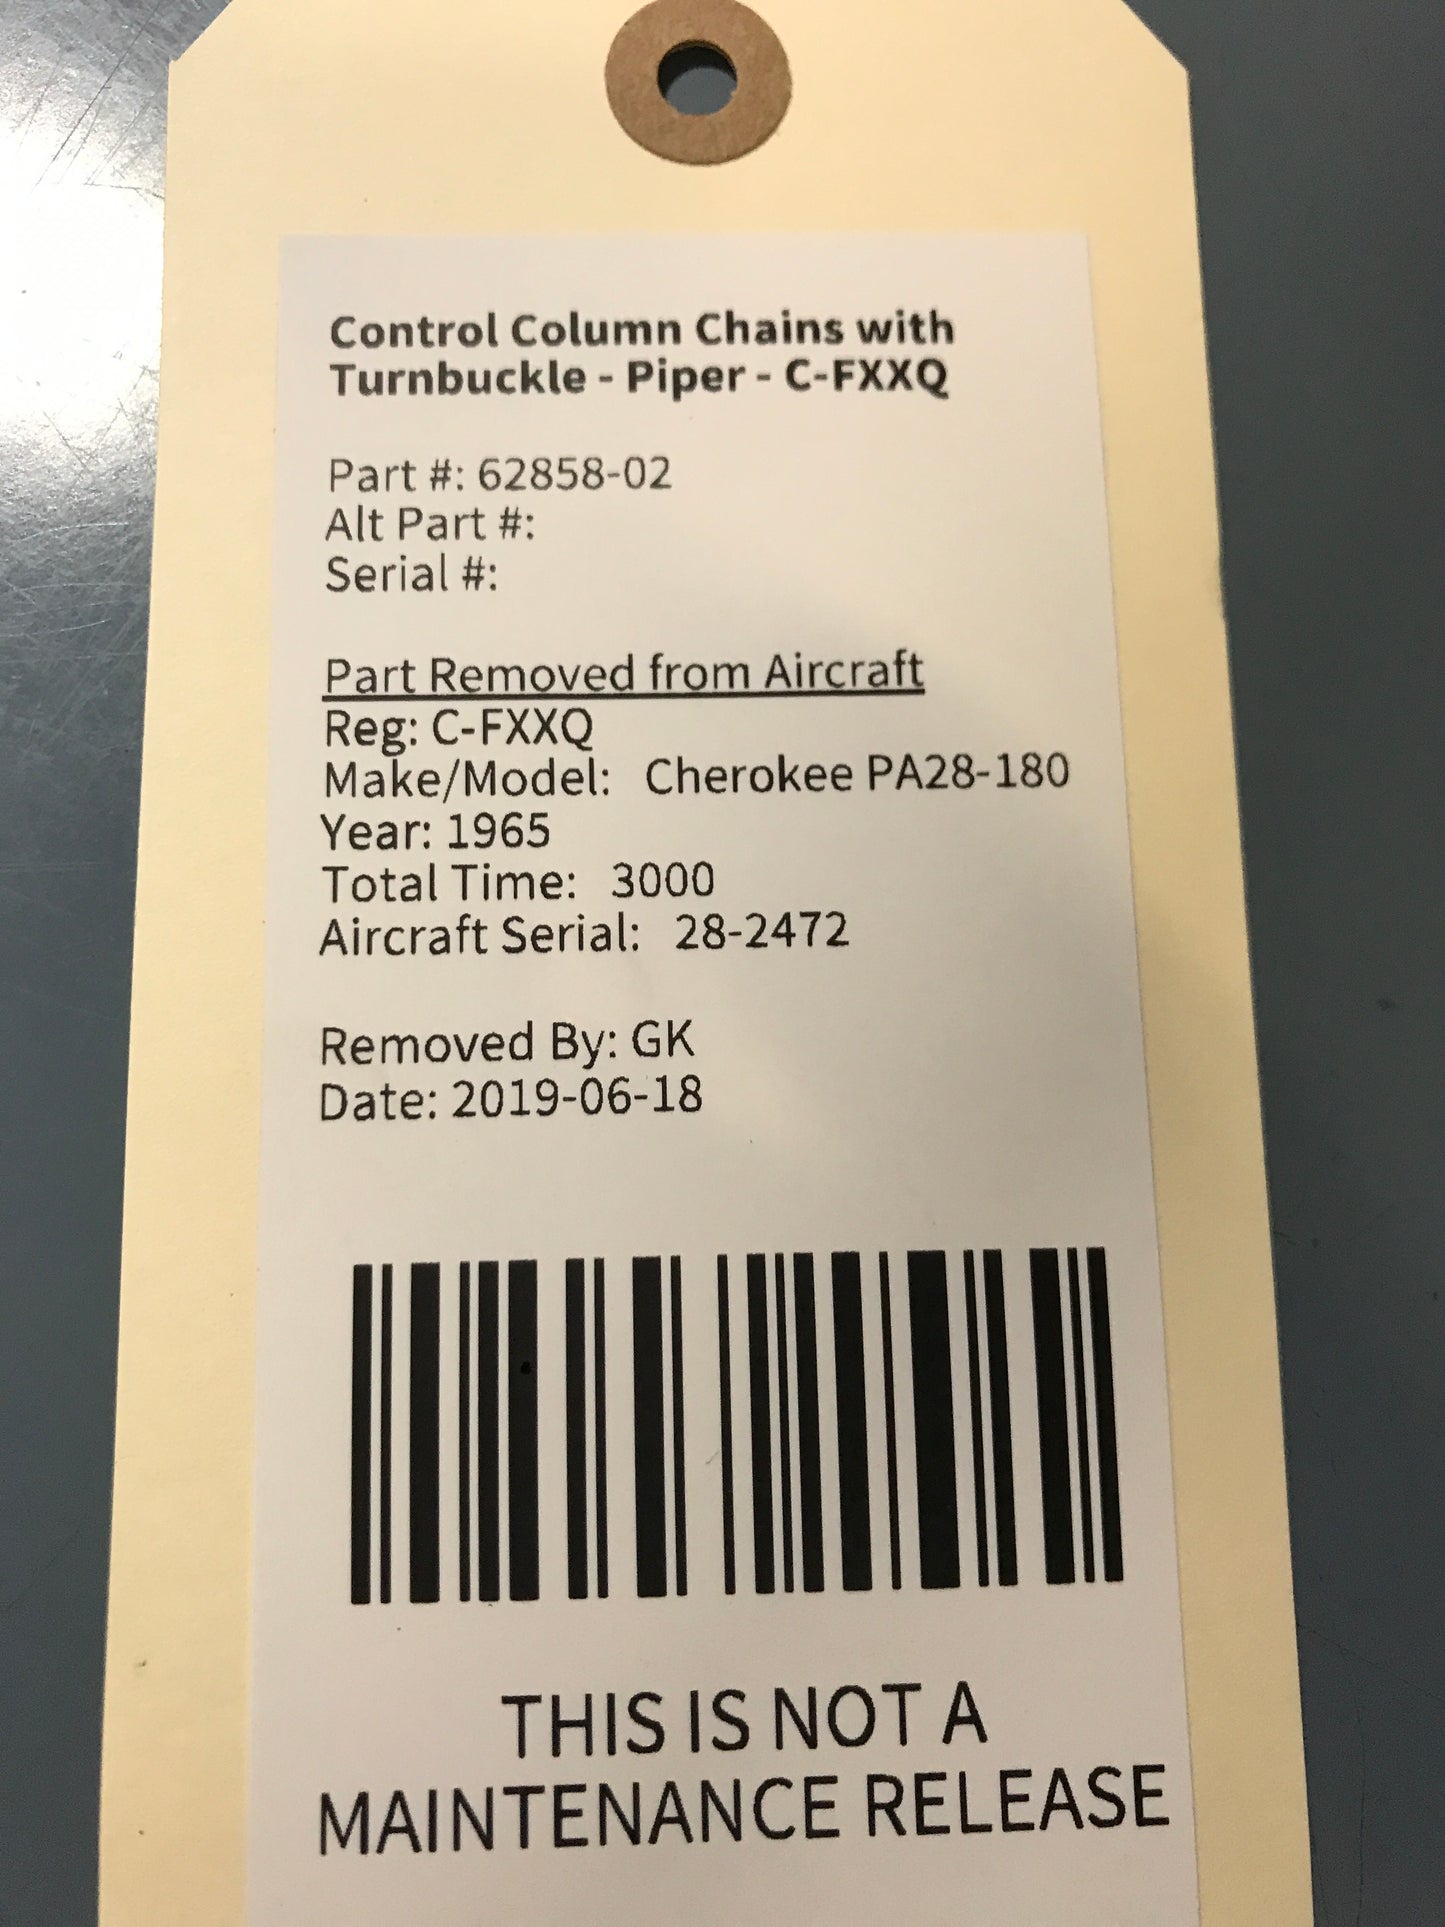 Control Column Chains with
Turnbuckle - Piper - C-FXXQ
Part #: 62858-02
Alt Part #:
Serial #:
Part Removed from Aircraft
Reg: C-FXXQ
Make/Model: Cherokee PA28-180
Year: 1965
Total Time: 3000
Aircraft Serial: 28-2472
Removed By: GK
Date: 2019-06-18
THIS IS NOT A
MAINTENANCE RELEASE